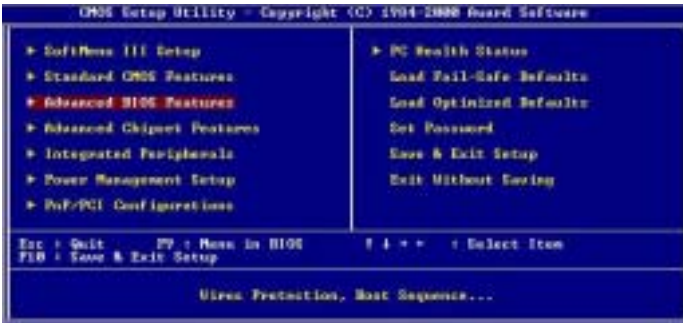 CMOS Setup Utility - Copyright (C) 1984-2000 Award Software
► SoftMenu III Setup
► Standard CMOS Features
► Advanced BIOS Features
► Advanced Chipset Features
► Integrated Peripherals
► Power Management Setup
► PnP/PCI Configurations
► PC Health Status
Load Fail-Safe Defaults
Load Optimized Defaults
Set Password
Save & Exit Setup
Exit Without Saving
Esc : Quit F9 : Menu in BIOS ↑ ↓ → ← : Select Item
F10 : Save & Exit Setup
Virus Protection, Boot Sequence...